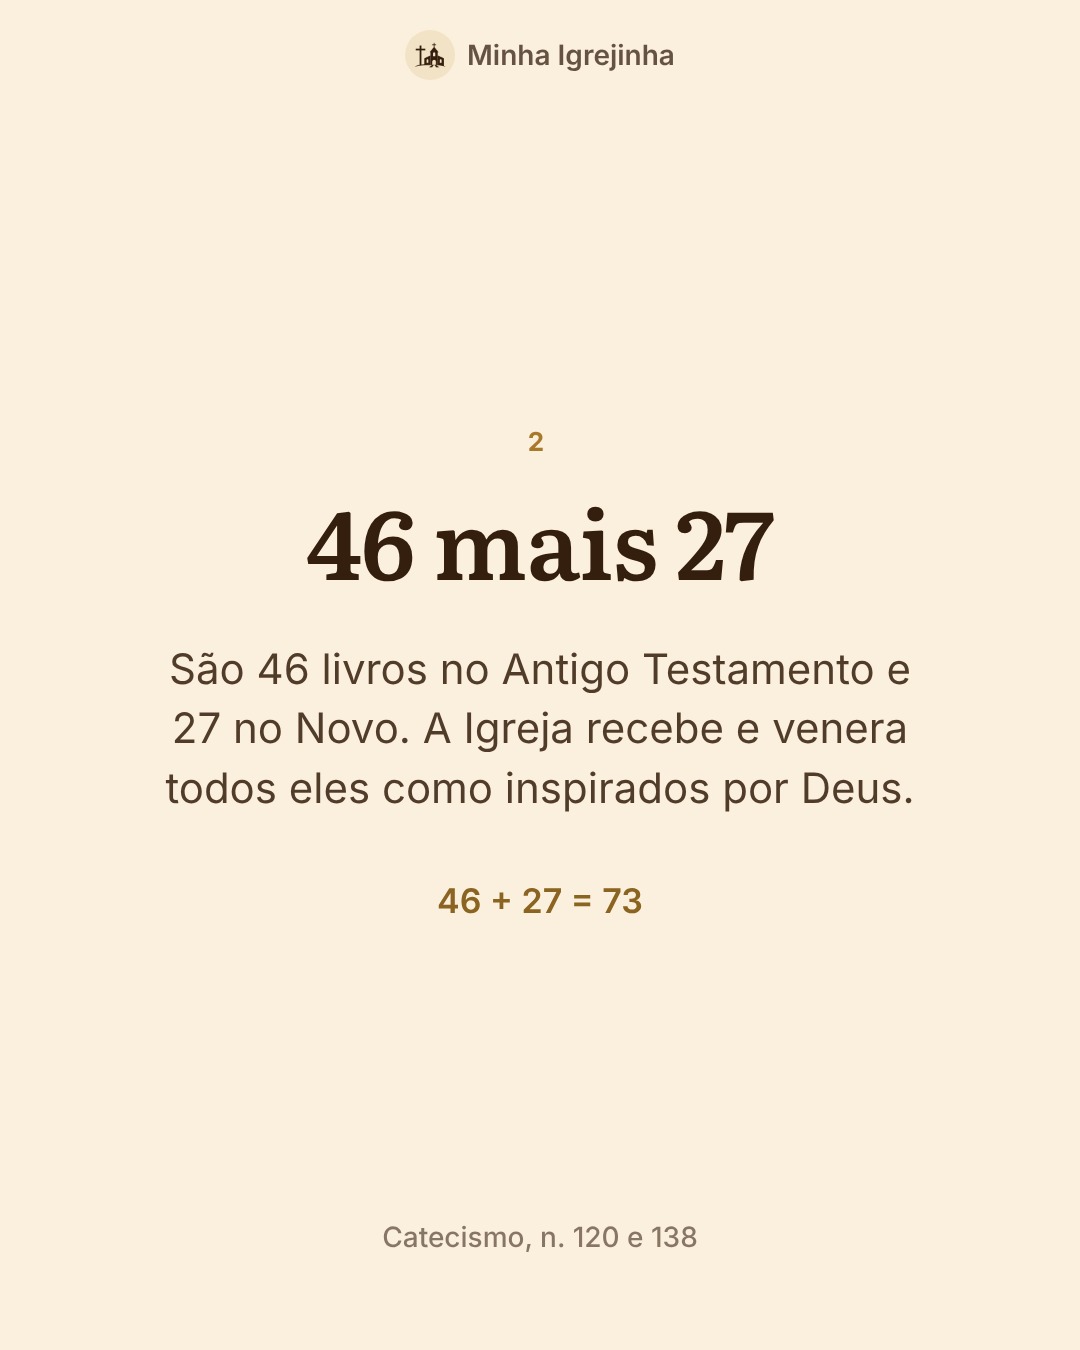 Minha Igrejinha
2
46 mais 27
São 46 livros no Antigo Testamento e
27 no Novo. A Igreja recebe e venera
todos eles como inspirados por Deus.
46 + 27 = 73
Catecismo, n. 120 e 138